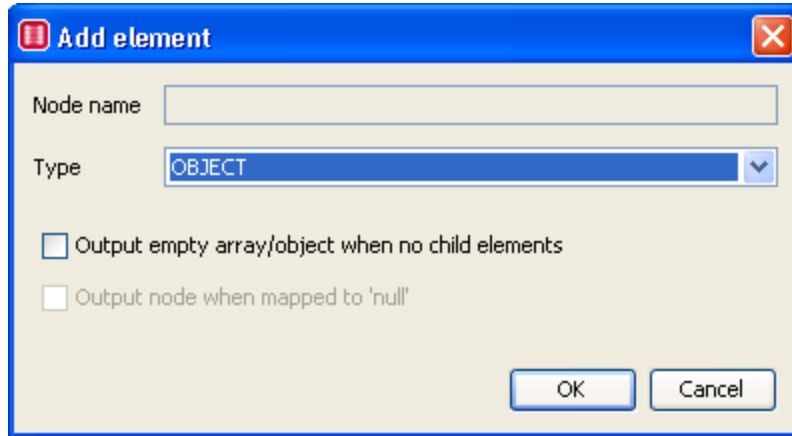 Add element
Node name
Type OBJECT
Output empty array/object when no child elements
Output node when mapped to 'null'
OK Cancel